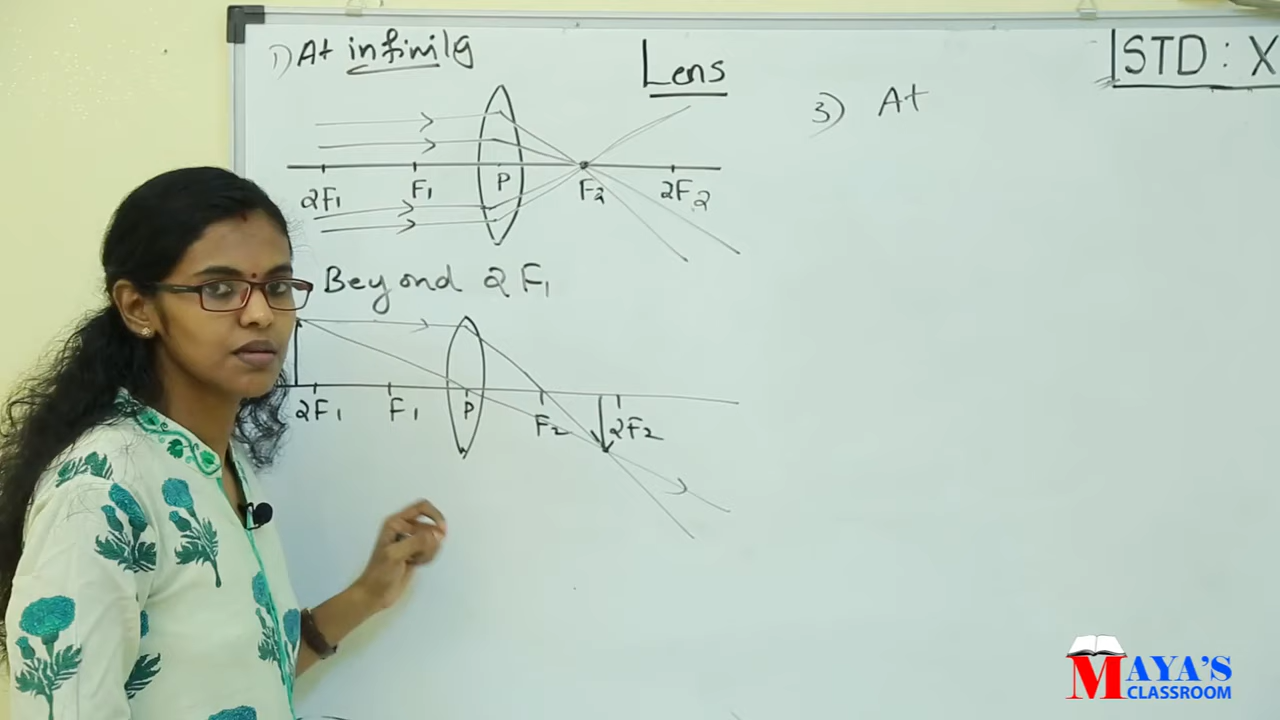 1) At infinity
Lens
STD: X
3) At
2F₁ F₁ P F₂ 2F₂
Beyond 2F₁
2F₁ F₁ P F₂ 2F₂
MAYA'S
CLASSROOM